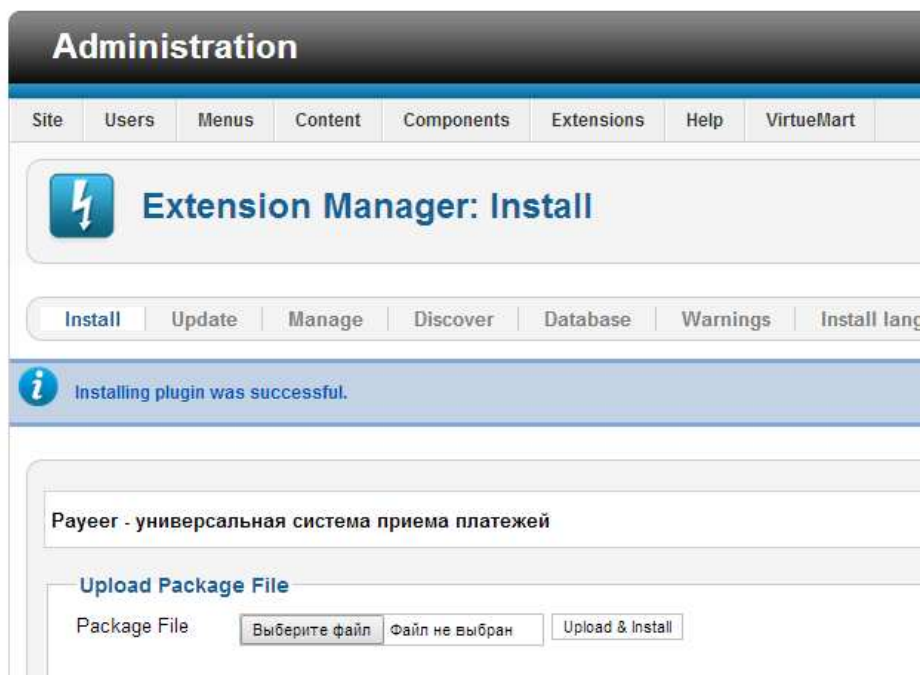 Administration
Site Users Menus Content Components Extensions Help VirtueMart
Extension Manager: Install
Install Update Manage Discover Database Warnings Install lang
Installing plugin was successful.
Payeer - универсальная система приема платежей
Upload Package File
Package File Выберите файл Файл не выбран Upload & Install